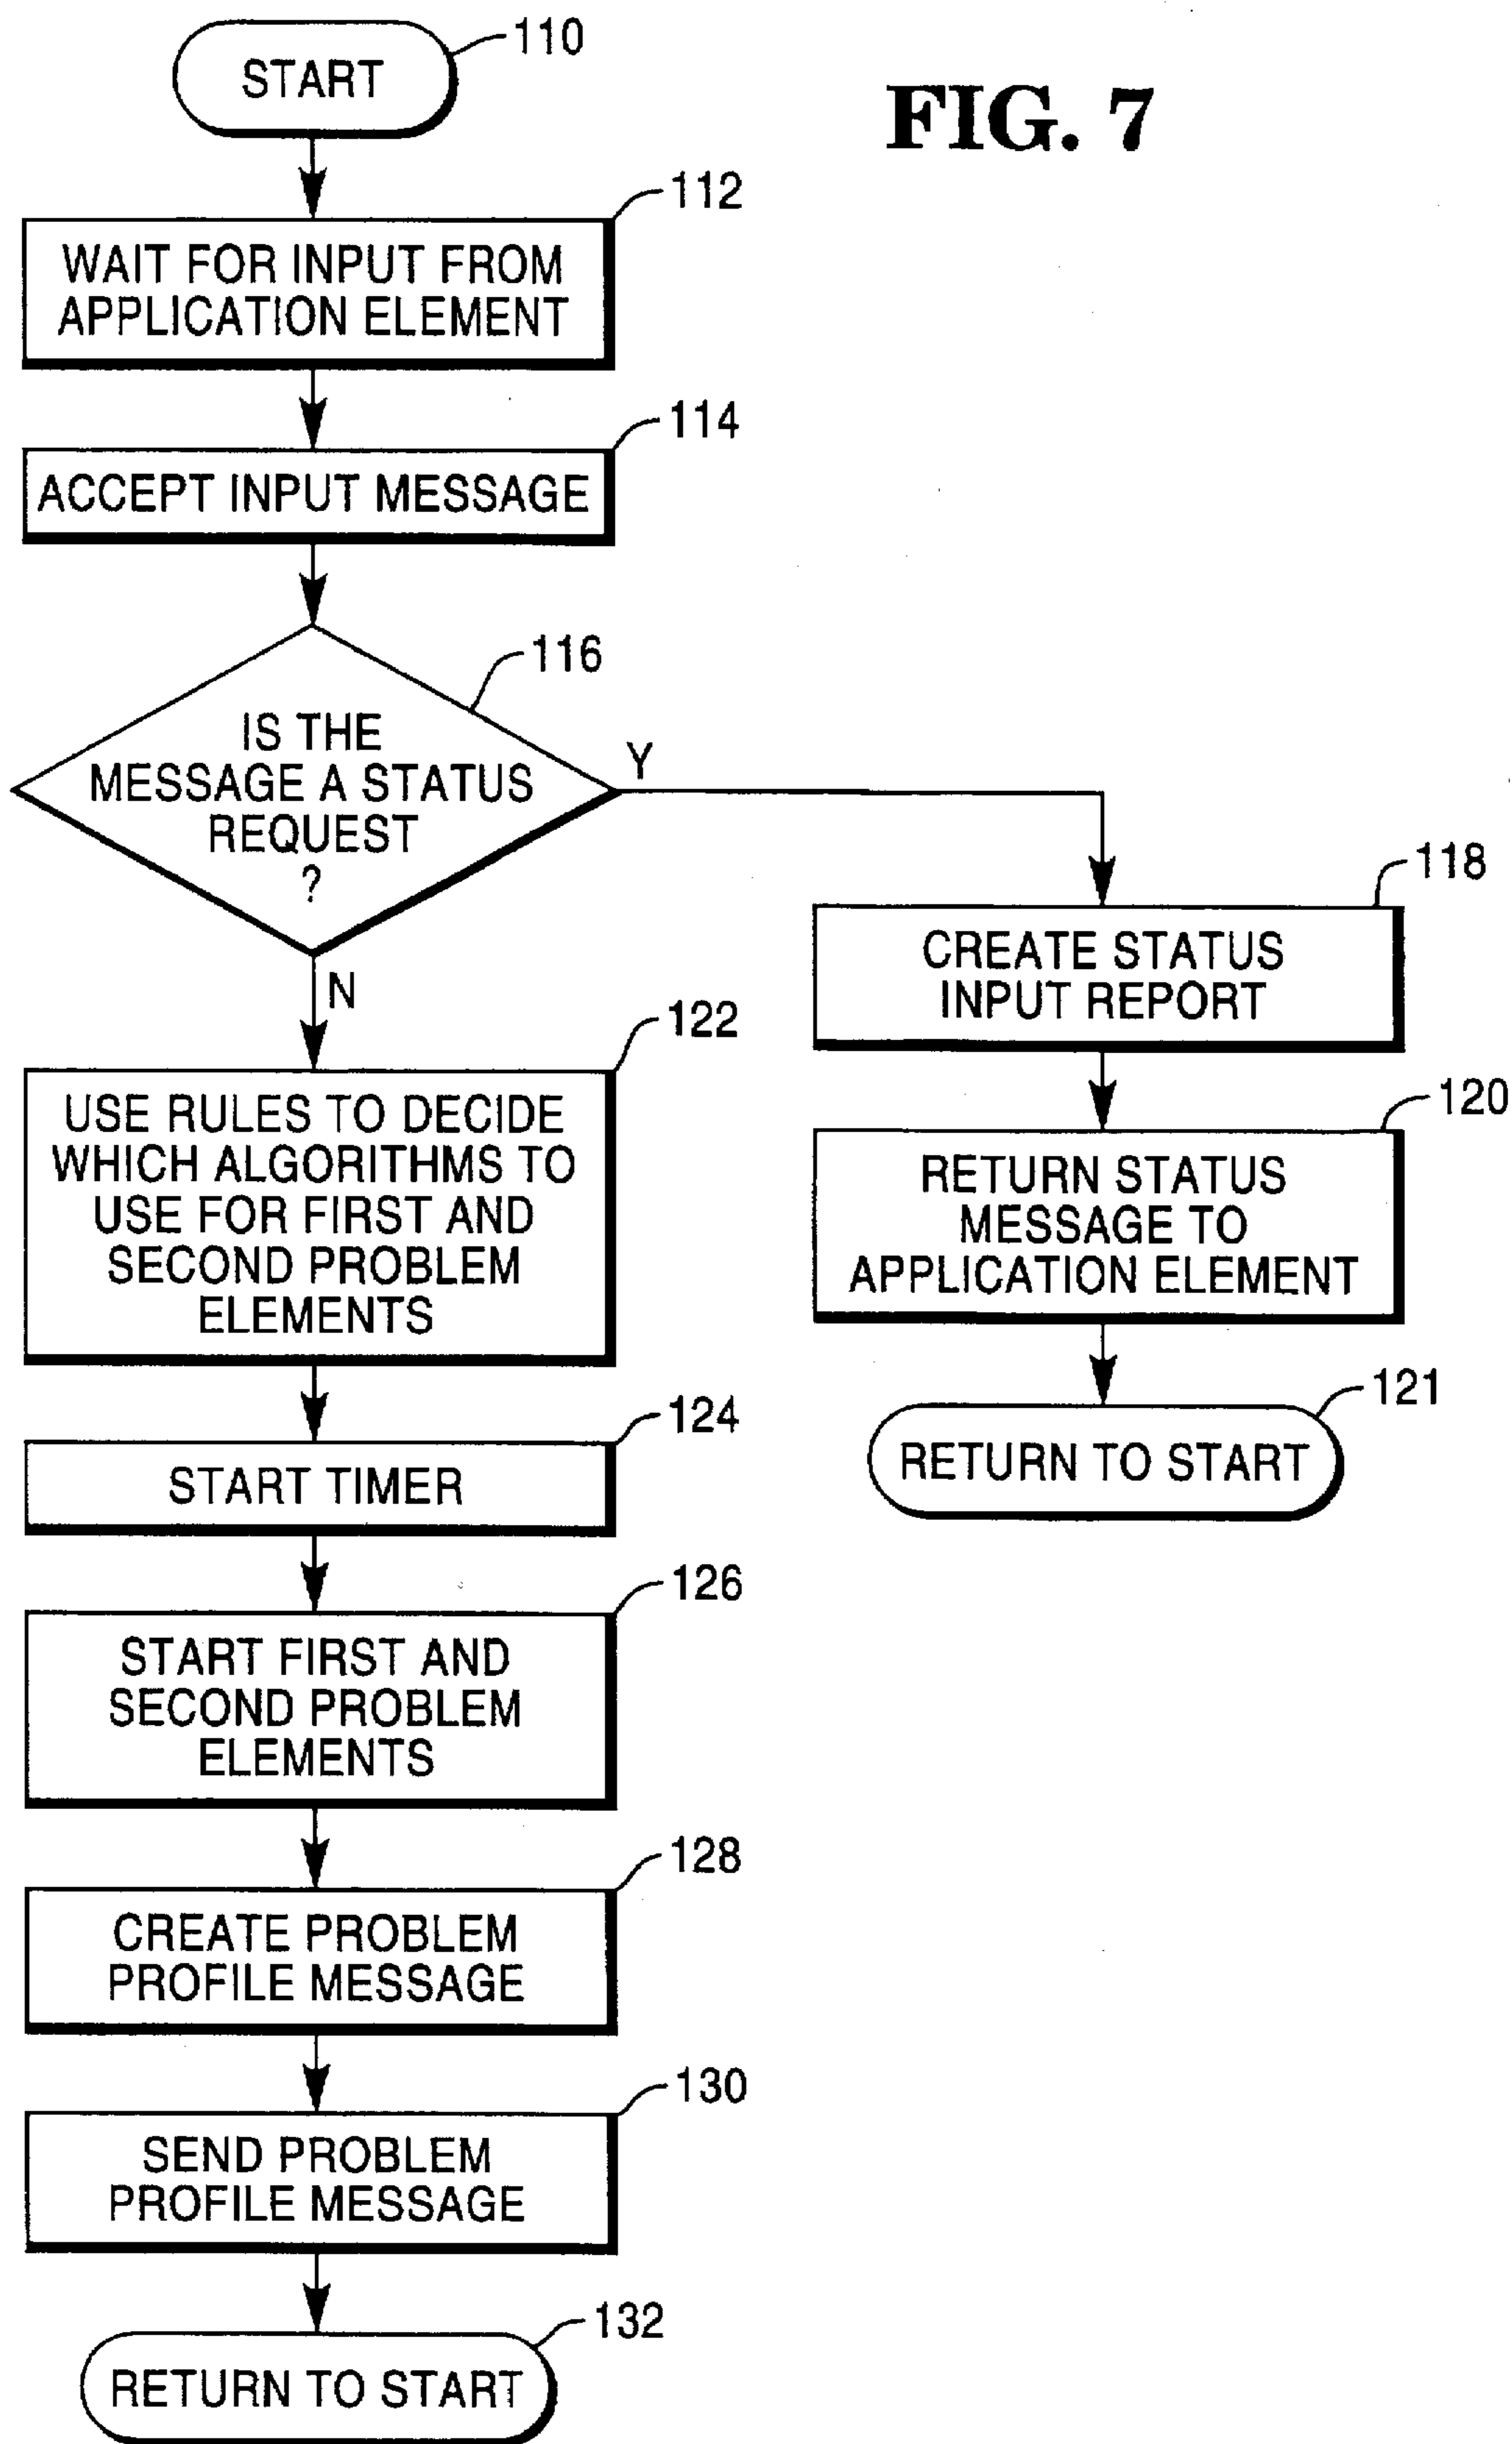 110
START
FIG. 7
112
WAIT FOR INPUT FROM
APPLICATION ELEMENT
114
ACCEPT INPUT MESSAGE
116
IS THE
MESSAGE A STATUS
REQUEST
?
Y
N
118
CREATE STATUS
INPUT REPORT
120
RETURN STATUS
MESSAGE TO
APPLICATION ELEMENT
121
RETURN TO START
122
USE RULES TO DECIDE
WHICH ALGORITHMS TO
USE FOR FIRST AND
SECOND PROBLEM
ELEMENTS
124
START TIMER
126
START FIRST AND
SECOND PROBLEM
ELEMENTS
128
CREATE PROBLEM
PROFILE MESSAGE
130
SEND PROBLEM
PROFILE MESSAGE
132
RETURN TO START